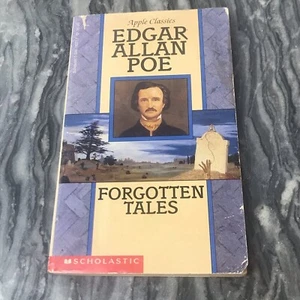 Apple Classics
EDGAR
ALLAN
POE
FORGOTTEN
TALES
SCHOLASTIC